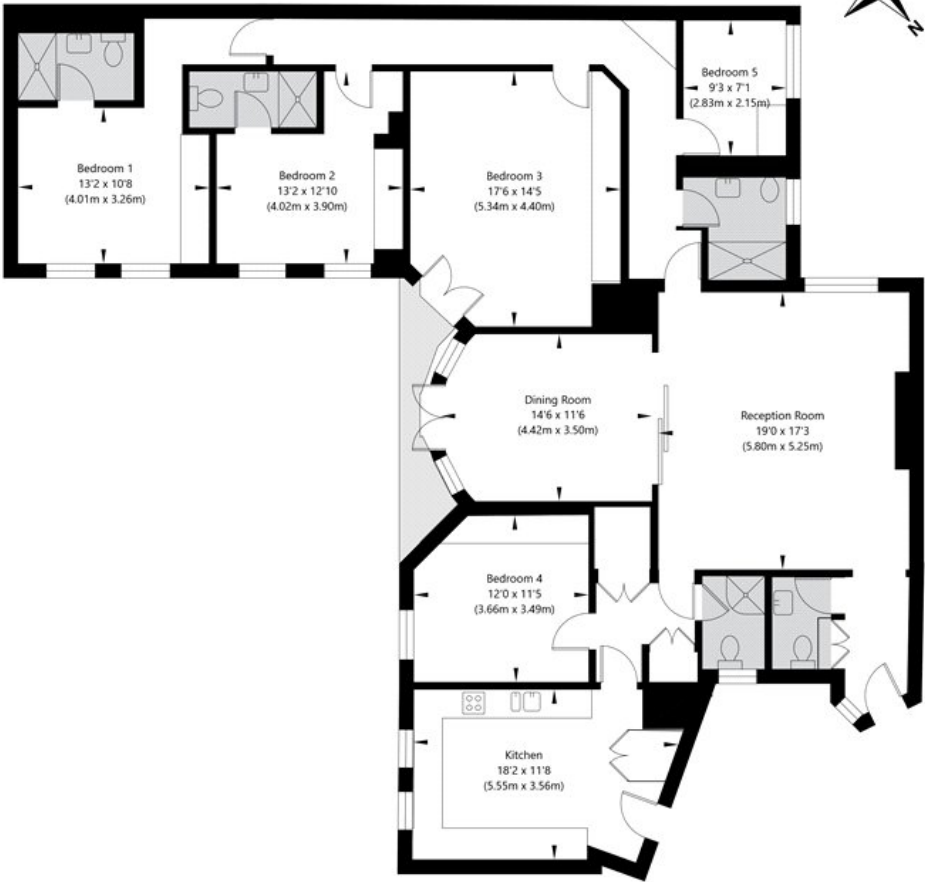 N
Bedroom 5
9'3 x 7'1
(2.83m x 2.15m)
Bedroom 1
13'2 x 10'8
(4.01m x 3.26m)
Bedroom 2
13'2 x 12'10
(4.02m x 3.90m)
Bedroom 3
17'6 x 14'5
(5.34m x 4.40m)
Dining Room
14'6 x 11'6
(4.42m x 3.50m)
Reception Room
19'0 x 17'3
(5.80m x 5.25m)
Bedroom 4
12'0 x 11'5
(3.66m x 3.49m)
Kitchen
18'2 x 11'8
(5.55m x 3.56m)